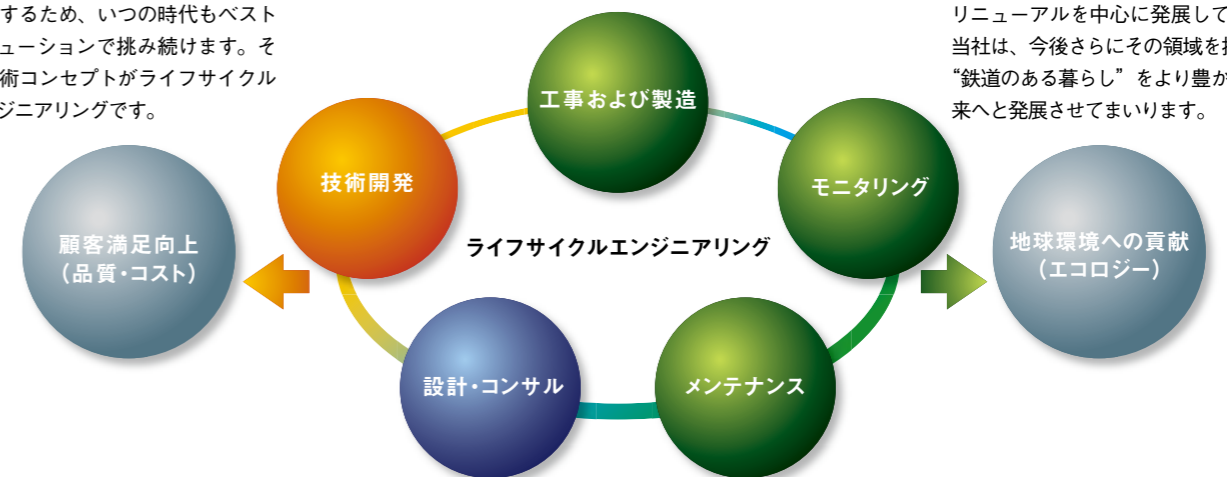 するため、いつの時代もベスト
ューションで挑み続けます。そ
術コンセプトがライフサイクル
ジニアリングです。
リニューアルを中心に発展して
当社は、今後さらにその領域を
“鉄道のある暮らし”をより豊か
来へと発展させてまいります。
工事および製造
技術開発
モニタリング
顧客満足向上
(品質・コスト)
ライフサイクルエンジニアリング
地球環境への貢献
(エコロジー)
設計・コンサル
メンテナンス